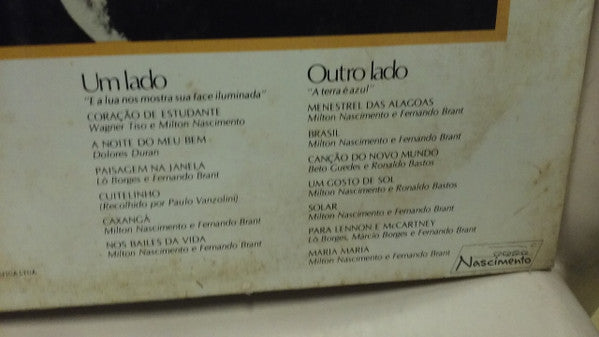 Um lado
"E a lua nos mostra sua face iluminada"
CORAÇÃO DE ESTUDANTE
Wagner Tiso e Milton Nascimento
A NOITE DO MEU BEM
Dolores Duran
PAISAGEM NA JANELA
Lô Borges e Fernando Brant
CUITELINHO
(Recolhido por Paulo Vanzolini)
CAXANGÁ
Milton Nascimento e Fernando Brant
NOS BAILES DA VIDA
Milton Nascimento e Fernando Brant
Outro lado
"A terra é azul"
MENESTREL DAS ALAGOAS
Milton Nascimento e Fernando Brant
BRASIL
Milton Nascimento e Fernando Brant
CANÇÃO DO NOVO MUNDO
Beto Guedes e Ronaldo Bastos
UM GOSTO DE SOL
Milton Nascimento e Ronaldo Bastos
SOLAR
Milton Nascimento e Fernando Brant
PARA LENNON E McCARTNEY
Lô Borges, Márcio Borges e Fernando Brant
MARIA MARIA
Milton Nascimento e Fernando Brant
Nascimento